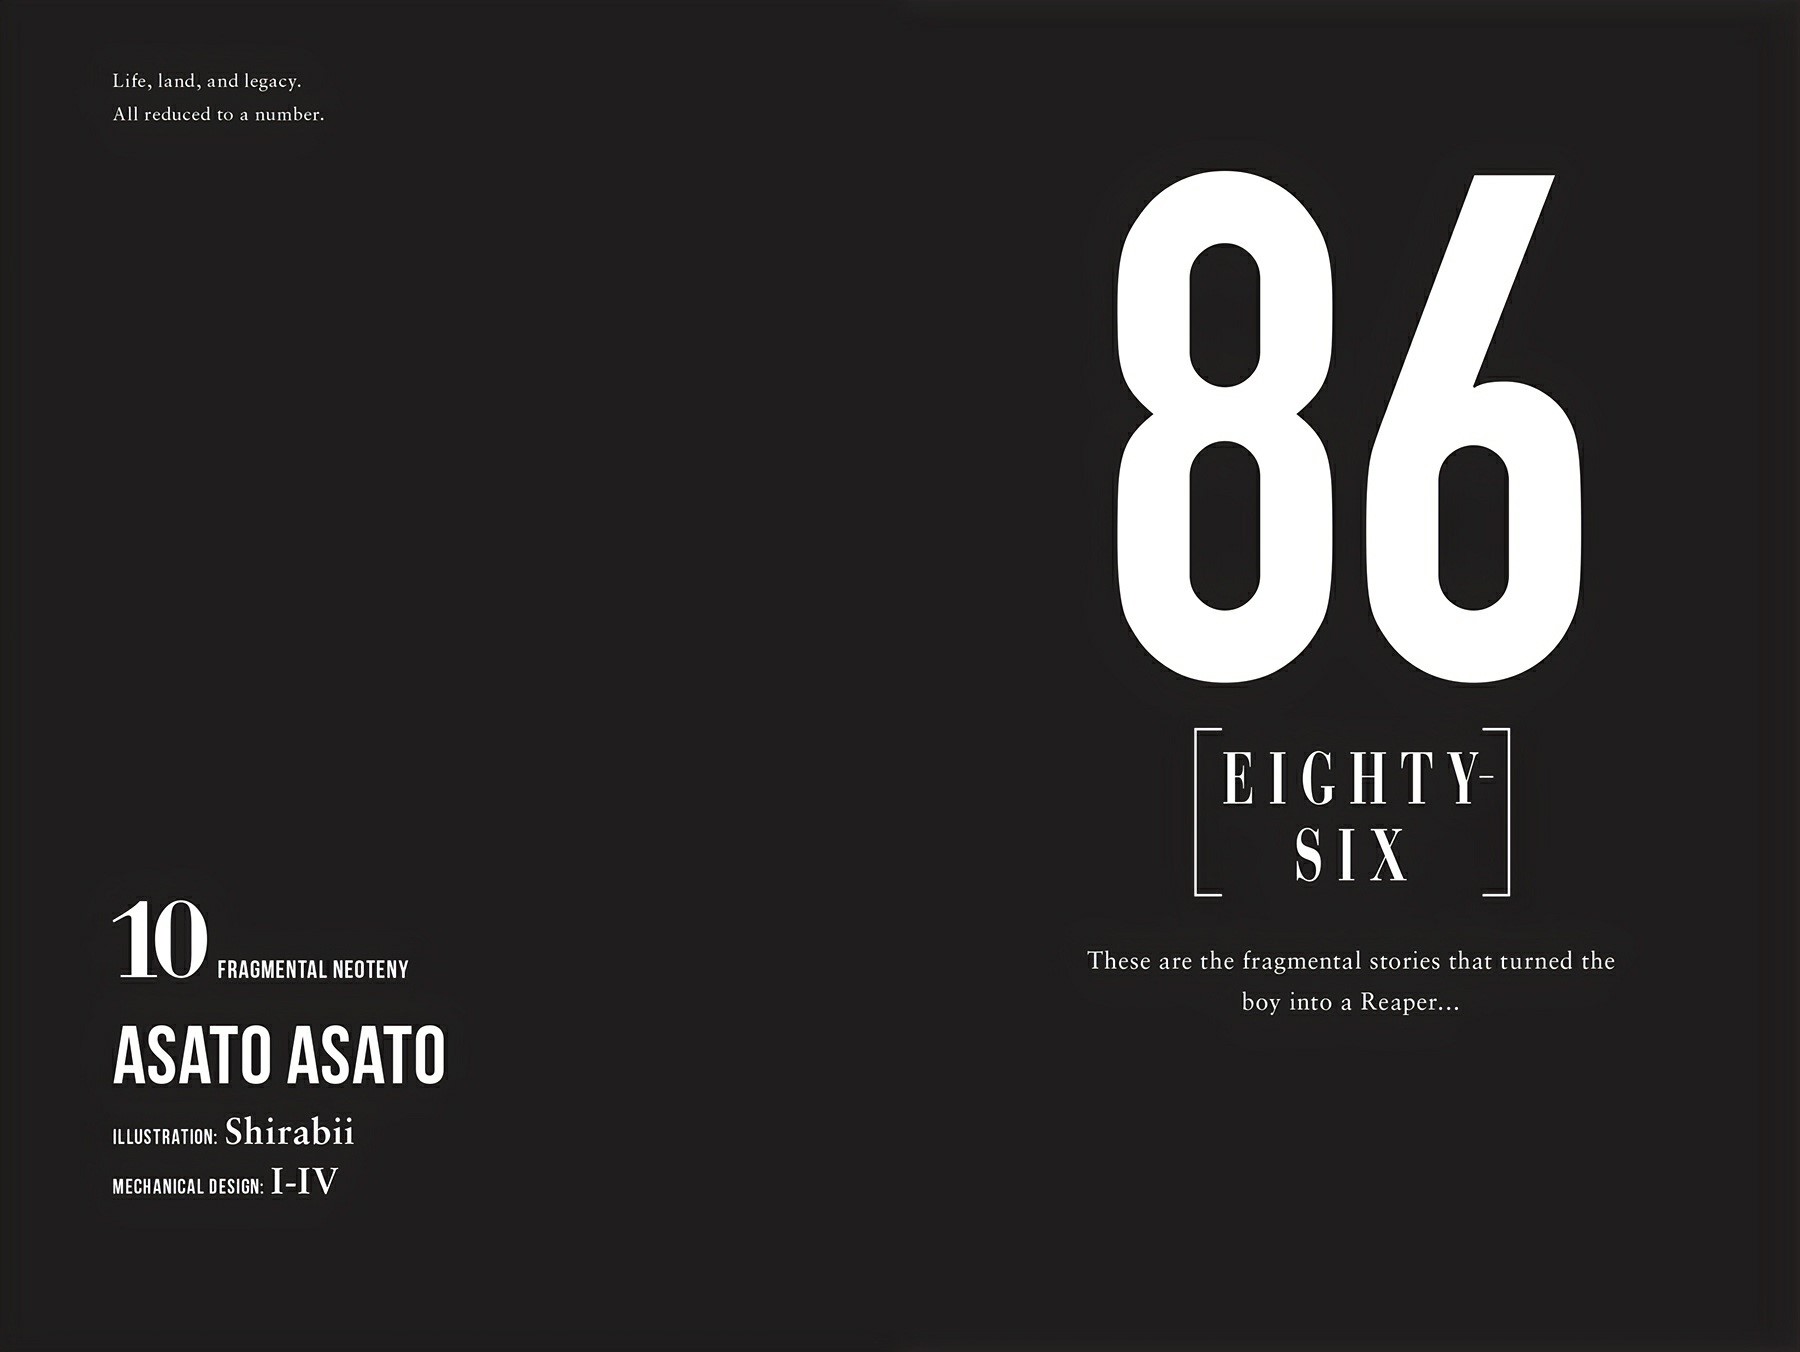 Life, land, and legacy.
All reduced to a number.
10 FRAGMENTAL NEOTENY
ASATO ASATO
ILLUSTRATION: Shirabii
MECHANICAL DESIGN: I-IV
86
EIGHTY-
SIX
These are the fragmental stories that turned the
boy into a Reaper...